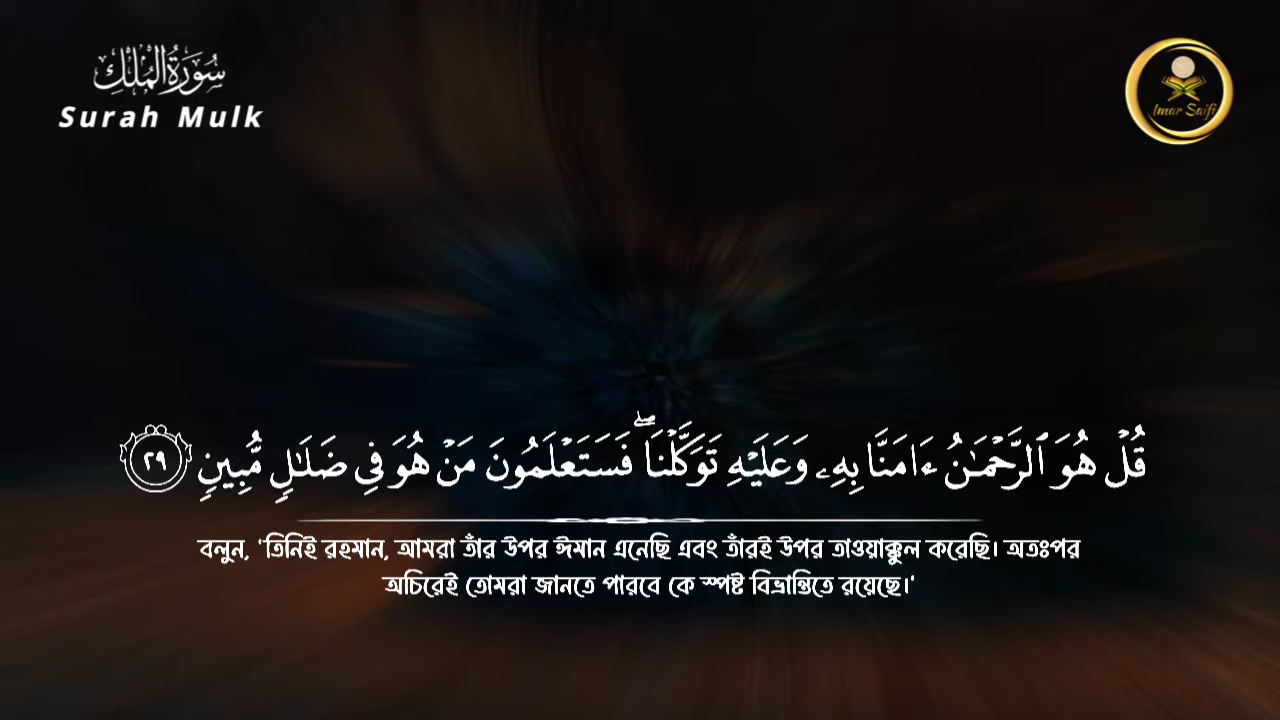 سُورَةُ الْمُلْكِ
Surah Mulk
Imar Saifi
قُلۡ هُوَ ٱلرَّحۡمَـٰنُ ءَامَنَّا بِهِۦ وَعَلَيۡهِ تَوَكَّلۡنَاۖ فَسَتَعۡلَمُونَ مَنۡ هُوَ فِي ضَلَـٰلٖ مُّبِينٖ ٢٩
বলুন, 'তিনিই রহমান, আমরা তাঁর উপর ঈমান এনেছি এবং তাঁরই উপর তাওয়াক্কুল করেছি। অতঃপর
অচিরেই তোমরা জানতে পারবে কে স্পষ্ট বিভ্রান্তিতে রয়েছে।'